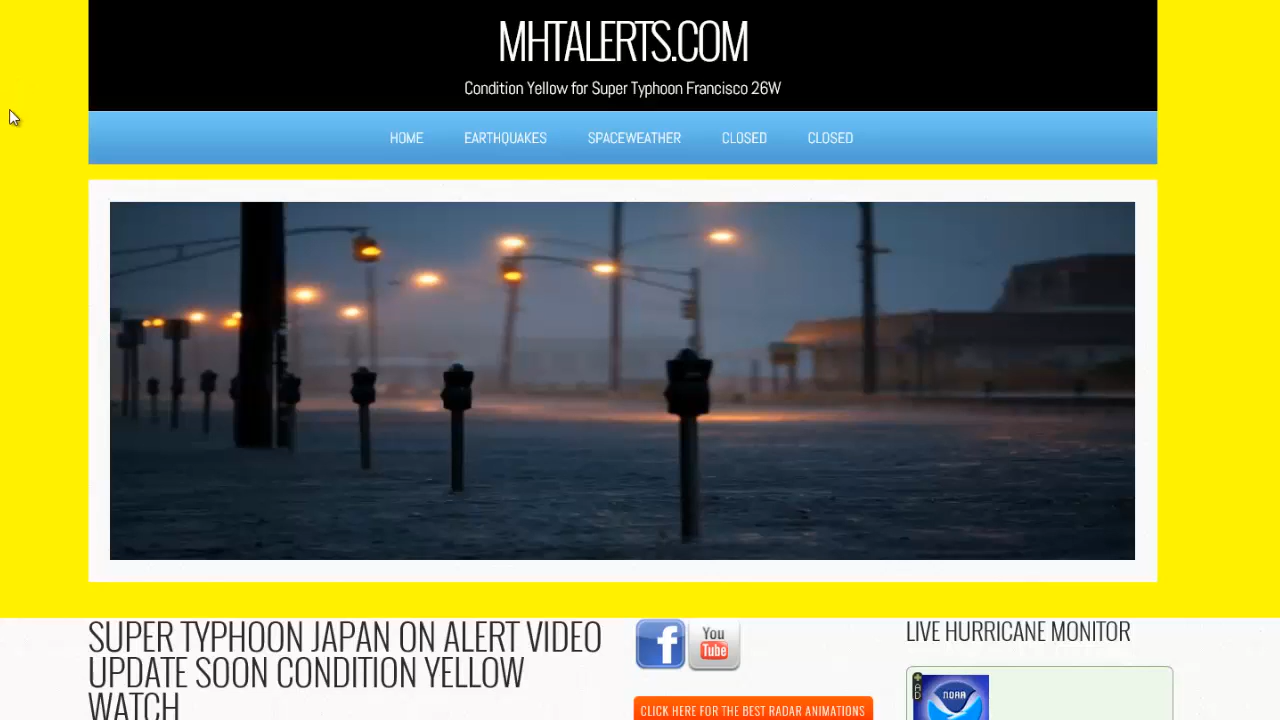 MHTALERTS.COM
Condition Yellow for Super Typhoon Francisco 26W
HOME EARTHQUAKES SPACEWEATHER CLOSED CLOSED
SUPER TYPHOON JAPAN ON ALERT VIDEO
UPDATE SOON CONDITION YELLOW
WATCH
f You Tube
CLICK HERE FOR THE BEST RADAR ANIMATIONS
LIVE HURRICANE MONITOR
AD
NOAA